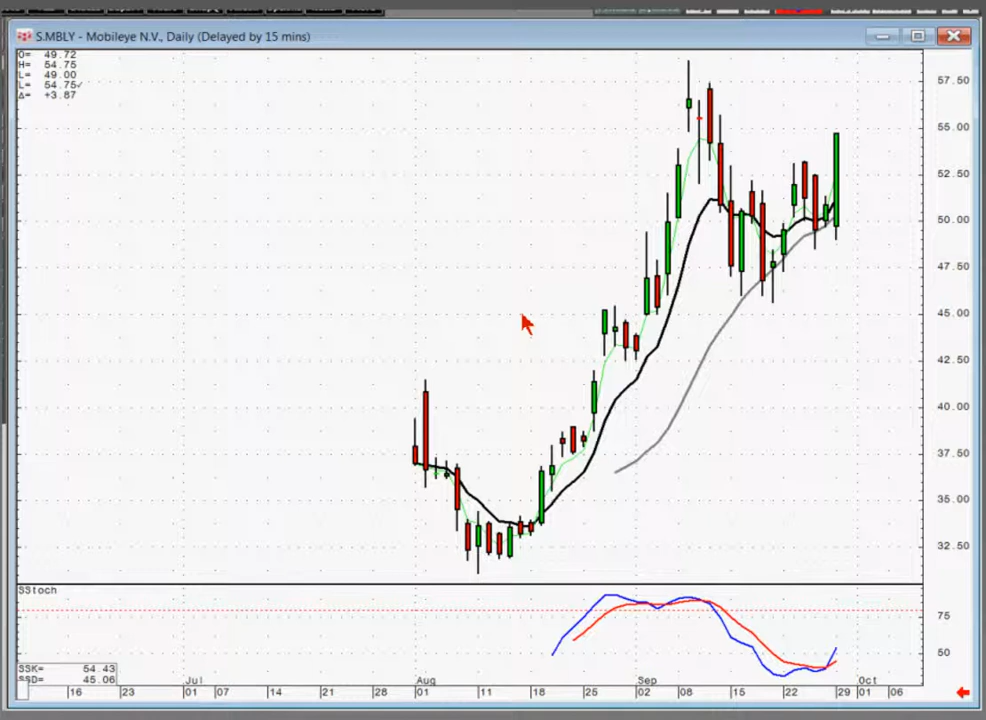 S.MBLY - Mobileye N.V., Daily (Delayed by 15 mins)
O= 49.72
H= 54.75
L= 49.00
L= 54.75✓
Δ= +3.87
57.50
55.00
52.50
50.00
47.50
45.00
42.50
40.00
37.50
35.00
32.50
SStoch
75
50
SSK= 54.43
SSD= 45.06
Jul Aug Sep Oct
16 23 01 07 14 21 28 01 11 18 25 02 08 15 22 29 01 06